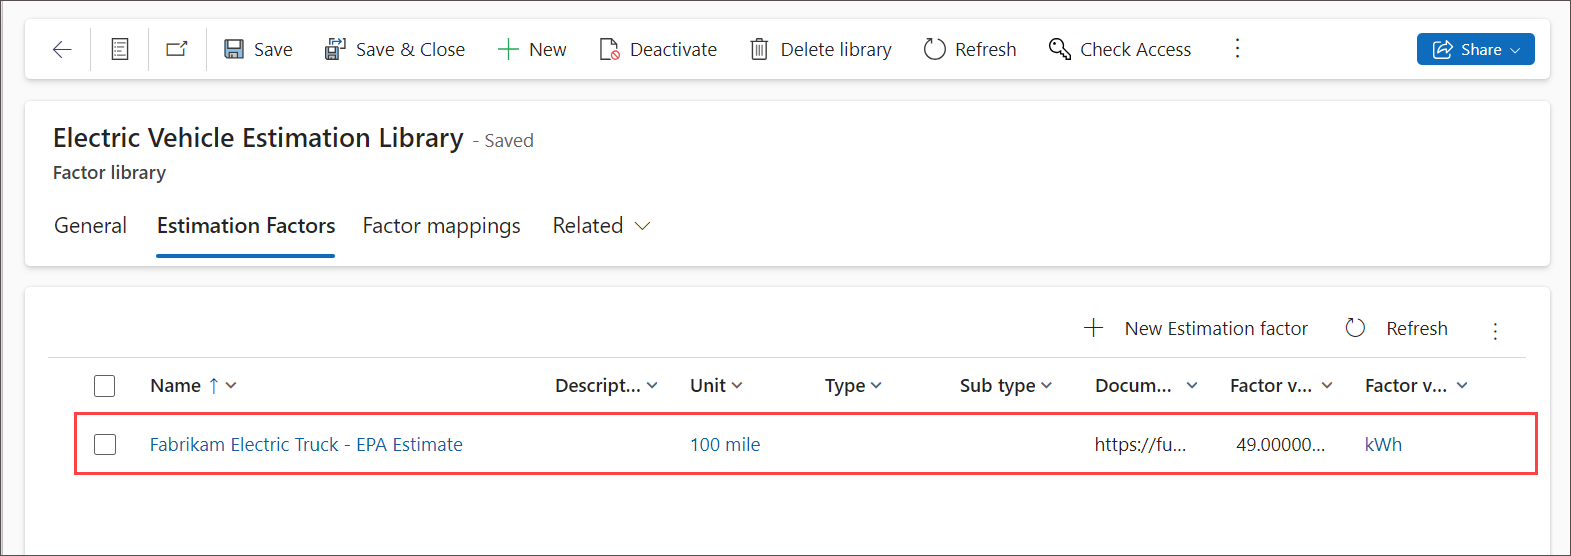 Save Save & Close New Deactivate Delete library Refresh Check Access Share
Electric Vehicle Estimation Library - Saved
Factor library
General Estimation Factors Factor mappings Related
New Estimation factor Refresh
Name Descript... Unit Type Sub type Docum... Factor v... Factor v...
Fabrikam Electric Truck - EPA Estimate 100 mile https://fu... 49.00000... kWh